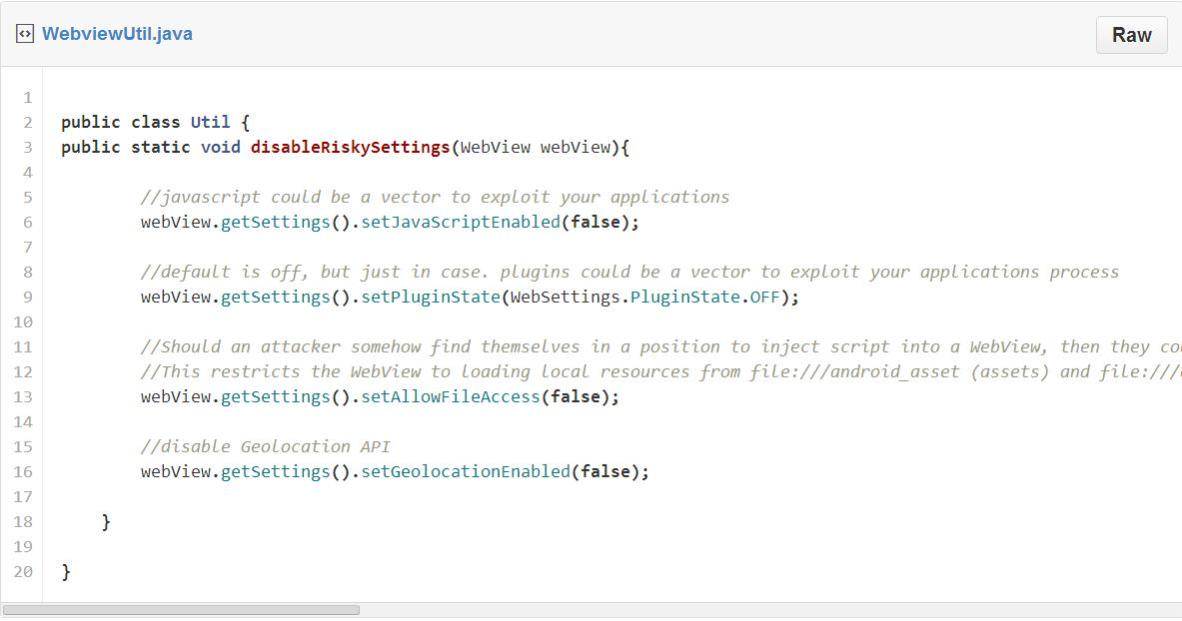 WebviewUtil.java
Raw
1
2 public class Util {
3 public static void disableRiskySettings(WebView webView){
4
5 //javascript could be a vector to exploit your applications
6 webView.getSettings().setJavaScriptEnabled(false);
7
8 //default is off, but just in case. plugins could be a vector to exploit your applications process
9 webView.getSettings().setPluginState(WebSettings.PluginState.OFF);
10
11 //Should an attacker somehow find themselves in a position to inject script into a WebView, then they
12 //This restricts the WebView to loading local resources from file:///android_asset (assets) and file:///
13 webView.getSettings().setAllowFileAccess(false);
14
15 //disable Geolocation API
16 webView.getSettings().setGeolocationEnabled(false);
17
18 }
19
20 }